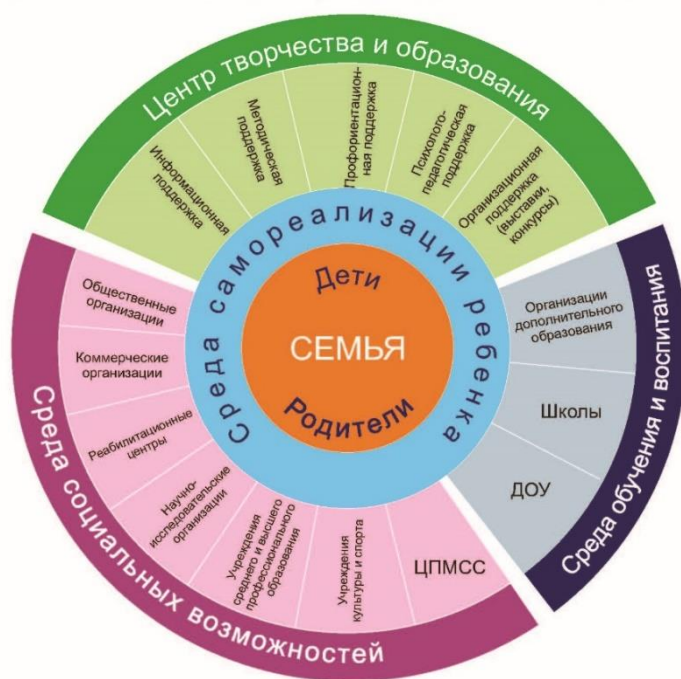 Центр творчества и образования
Информационная
поддержка
Методическая
поддержка
Профориентацион-
ная поддержка
Психолого-
педагогическая
поддержка
Организационная
поддержка
(выставки,
конкурсы)
Среда самореализации ребенка
Дети
СЕМЬЯ
Родители
Среда обучения и воспитания
Организации
дополнительного
образования
Школы
ДОУ
Среда социальных возможностей
Общественные
организации
Коммерческие
организации
Реабилитационные
центры
Научно-
исследовательские
организации
Учреждения
среднего и высшего
профессионального
образования
Учреждения
культуры и спорта
ЦПМСС